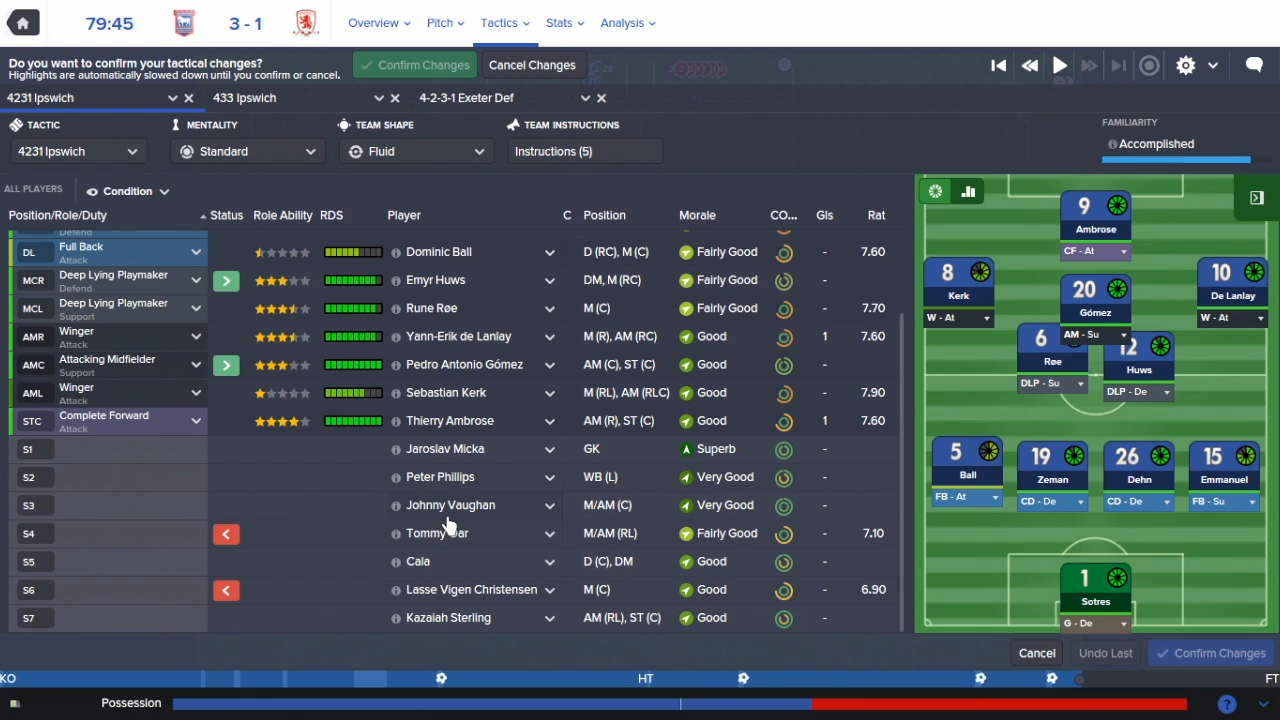 79:45 3 - 1 Overview Pitch Tactics Stats Analysis
Do you want to confirm your tactical changes?
Highlights are automatically slowed down until you confirm or cancel.
Confirm Changes Cancel Changes
4231 Ipswich 433 Ipswich 4-2-3-1 Exeter Def
TACTIC MENTALITY TEAM SHAPE TEAM INSTRUCTIONS FAMILIARITY
4231 Ipswich Standard Fluid Instructions (5) Accomplished
ALL PLAYERS Condition
Position/Role/Duty Status Role Ability RDS Player C Position Morale CO... Gls Rat
Defend
DL Full Back Attack Dominic Ball D (RC), M (C) Fairly Good - 7.60
MCR Deep Lying Playmaker Defend Emyr Huws DM, M (RC) Fairly Good -
MCL Deep Lying Playmaker Support Rune Røe M (C) Fairly Good - 7.70
AMR Winger Attack Yann-Erik de Lanlay M (R), AM (RC) Good 1 7.60
AMC Attacking Midfielder Support Pedro Antonio Gómez AM (C), ST (C) Good -
AML Winger Attack Sebastian Kerk M (RL), AM (RLC) Good - 7.90
STC Complete Forward Attack Thierry Ambrose AM (R), ST (C) Good 1 7.60
S1 Jaroslav Micka GK Superb -
S2 Peter Phillips WB (L) Very Good -
S3 Johnny Vaughan M/AM (C) Very Good -
S4 Tommy M/AM (RL) Fairly Good - 7.10
S5 Caia D (C), DM Good -
S6 Lasse Vigen Christensen M (C) Good - 6.90
S7 Kazaiah Sterling AM (RL), ST (C) Good -
9
Ambrose
CF - At
8 20 10
Kerk Gómez De Lanlay
W - At AM - Su W - At
6 12
Røe Huws
DLP - Su DLP - De
5 19 26 15
Ball Zeman Dehn Emmanuel
FB - At CD - De CD - De FB - Su
1
Sotres
G - De
Cancel Undo Last Confirm Changes
KO HT FT
Possession ?